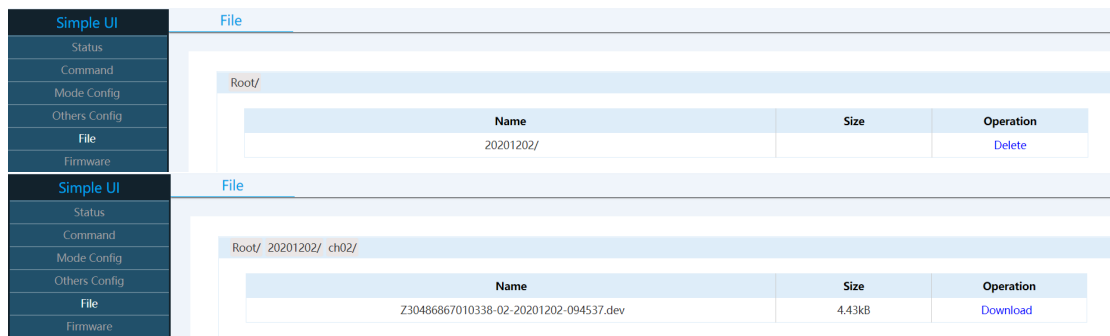 Simple UI
File
Status
Command
Mode Config
Others Config
File
Firmware
Root/
Name Size Operation
20201202/ Delete
Simple UI
File
Status
Command
Mode Config
Others Config
File
Firmware
Root/ 20201202/ ch02/
Name Size Operation
Z30486867010338-02-20201202-094537.dev 4.43kB Download